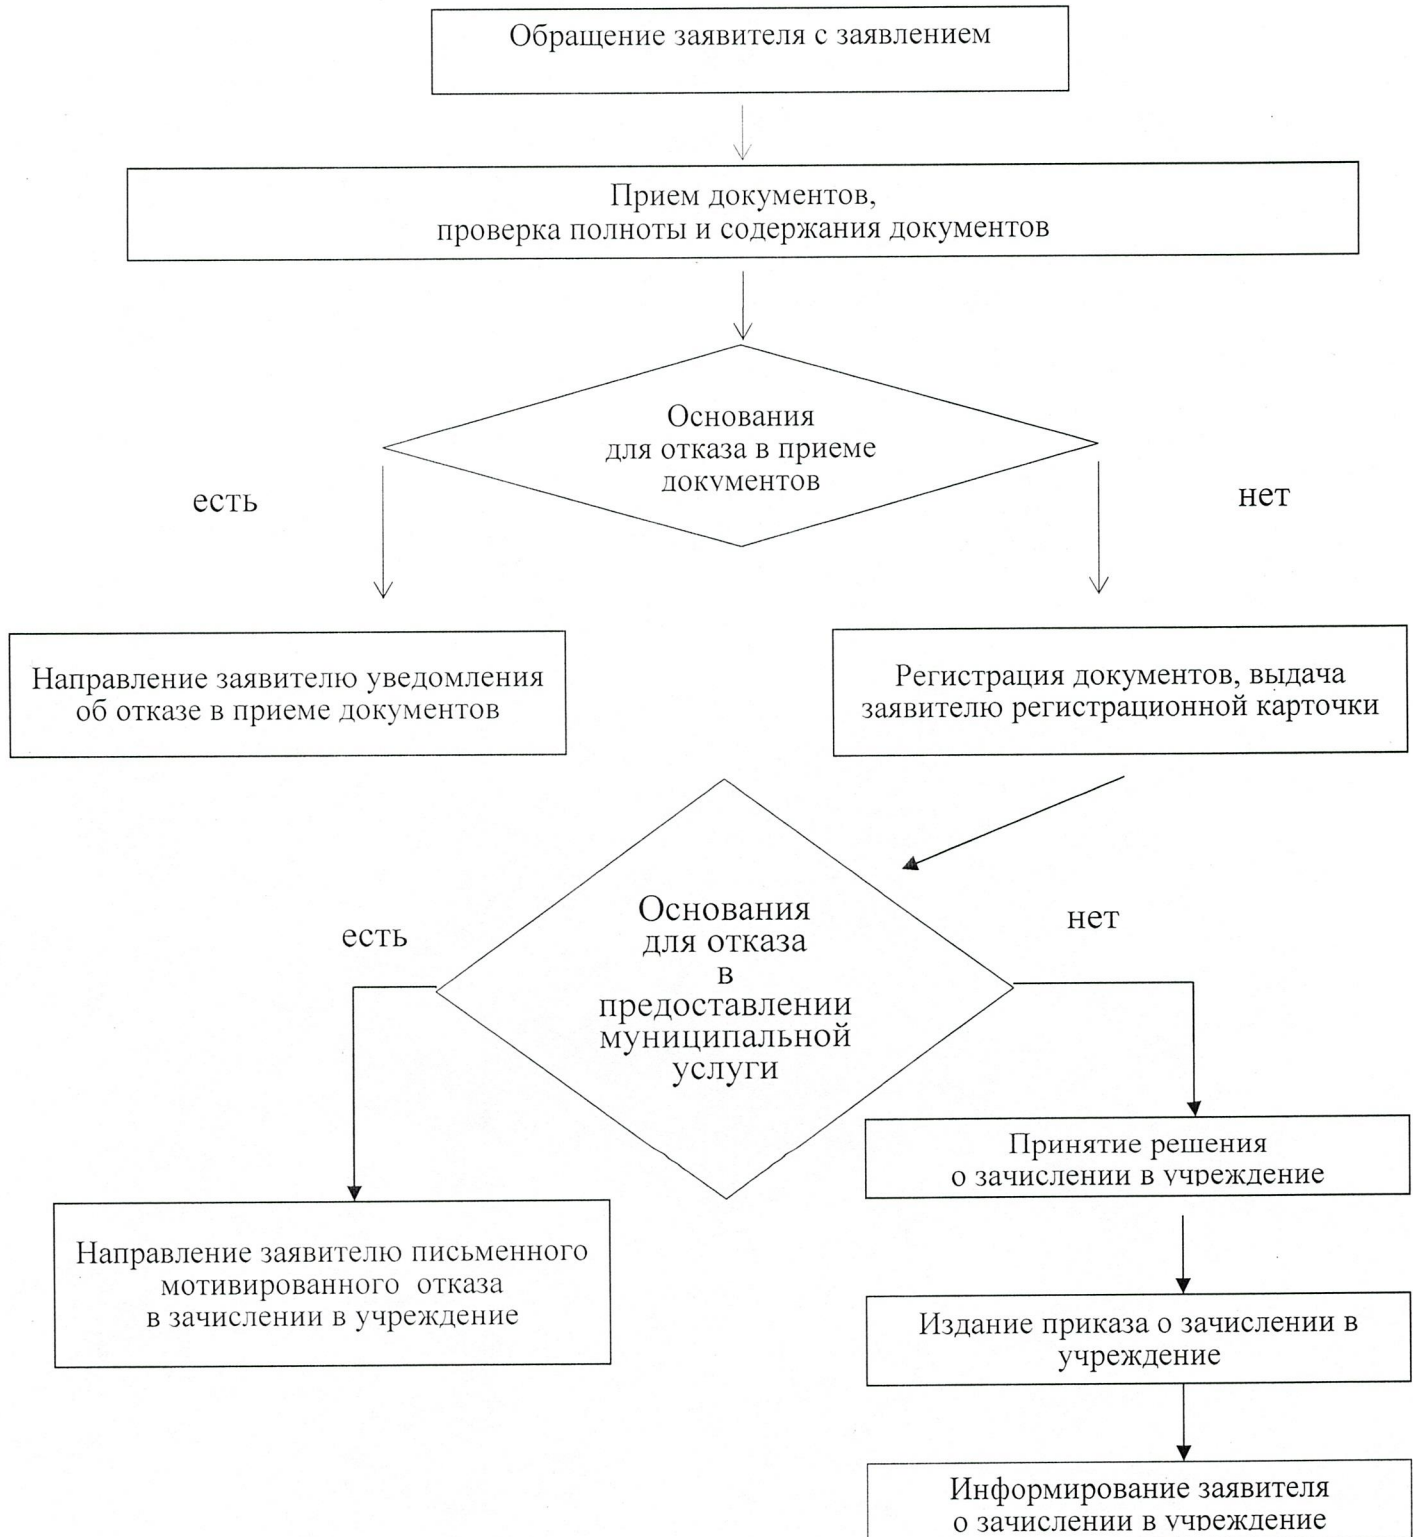 Обращение заявителя с заявлением
Прием документов,
проверка полноты и содержания документов
Основания
для отказа в приеме
документов
есть
нет
Направление заявителю уведомления
об отказе в приеме документов
Регистрация документов, выдача
заявителю регистрационной карточки
Основания
для отказа
в
предоставлении
муниципальной
услуги
есть
нет
Принятие решения
о зачислении в учреждение
Направление заявителю письменного
мотивированного отказа
в зачислении в учреждение
Издание приказа о зачислении в
учреждение
Информирование заявителя
о зачислении в учреждение